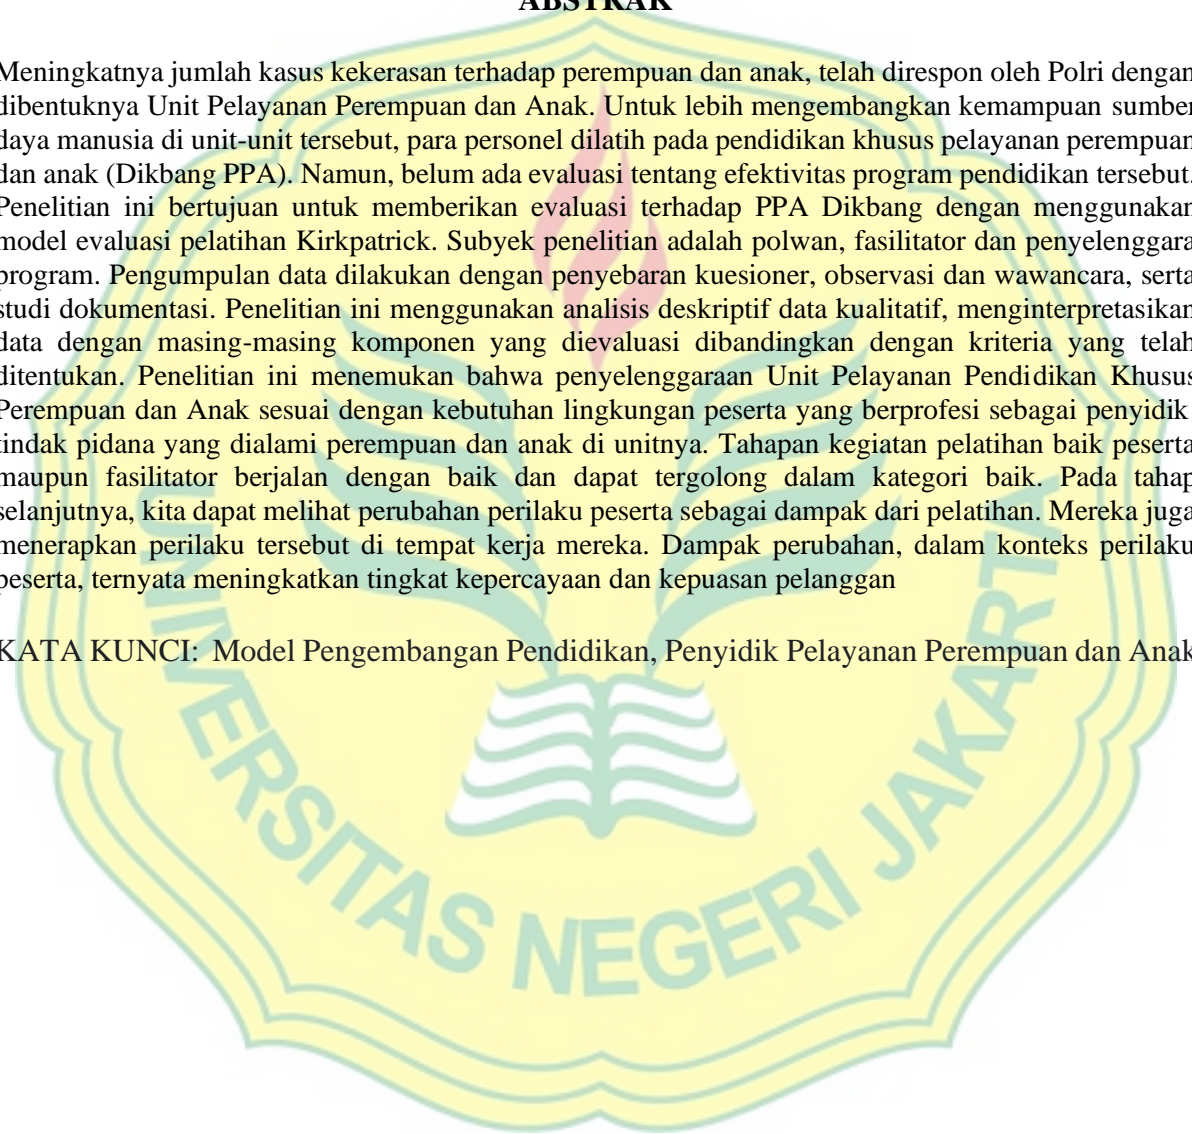 ABSTRAK
Meningkatnya jumlah kasus kekerasan terhadap perempuan dan anak, telah direspon oleh Polri dengan
dibentuknya Unit Pelayanan Perempuan dan Anak. Untuk lebih mengembangkan kemampuan sumber
daya manusia di unit-unit tersebut, para personel dilatih pada pendidikan khusus pelayanan perempuan
dan anak (Dikbang PPA). Namun, belum ada evaluasi tentang efektivitas program pendidikan tersebut.
Penelitian ini bertujuan untuk memberikan evaluasi terhadap PPA Dikbang dengan menggunakan
model evaluasi pelatihan Kirkpatrick. Subyek penelitian adalah polwan, fasilitator dan penyelenggara
program. Pengumpulan data dilakukan dengan penyebaran kuesioner, observasi dan wawancara, serta
studi dokumentasi. Penelitian ini menggunakan analisis deskriptif data kualitatif, menginterpretasikan
data dengan masing-masing komponen yang dievaluasi dibandingkan dengan kriteria yang telah
ditentukan. Penelitian ini menemukan bahwa penyelenggaraan Unit Pelayanan Pendidikan Khusus
Perempuan dan Anak sesuai dengan kebutuhan lingkungan peserta yang berprofesi sebagai penyidik
tindak pidana yang dialami perempuan dan anak di unitnya. Tahapan kegiatan pelatihan baik peserta
maupun fasilitator berjalan dengan baik dan dapat tergolong dalam kategori baik. Pada tahap
selanjutnya, kita dapat melihat perubahan perilaku peserta sebagai dampak dari pelatihan. Mereka juga
menerapkan perilaku tersebut di tempat kerja mereka. Dampak perubahan, dalam konteks perilaku
peserta, ternyata meningkatkan tingkat kepercayaan dan kepuasan pelanggan
KATA KUNCI: Model Pengembangan Pendidikan, Penyidik Pelayanan Perempuan dan Anak
UNIVERSITAS NEGERI JAKARTA